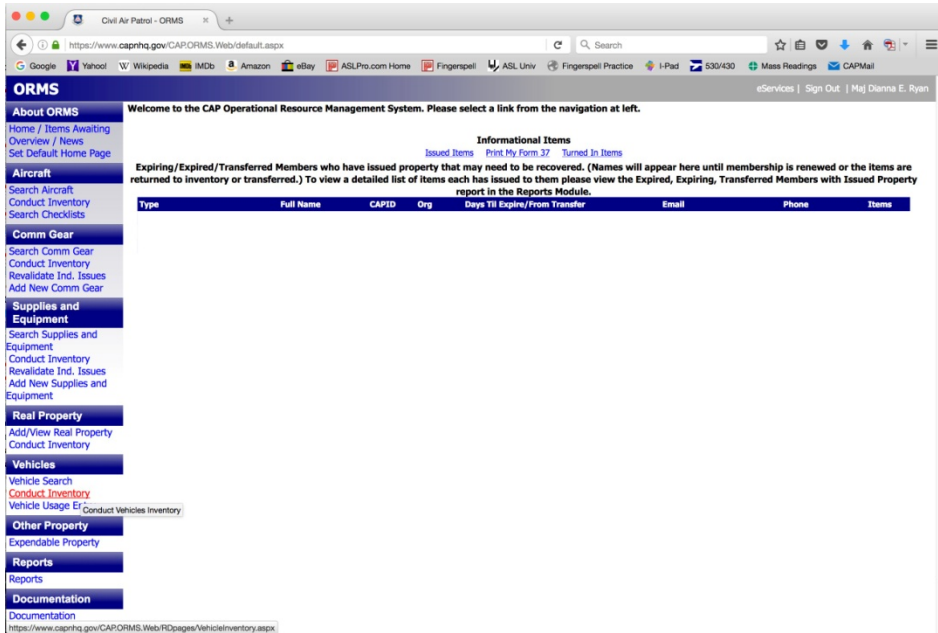 Civil Air Patrol - ORMS
https://www.capnhq.gov/CAP.ORMS.Web/default.aspx
Search
Google Yahoo! Wikipedia IMDb Amazon eBay ASLPro.com Home Fingerspell ASL Univ Fingerspell Practice I-Pad 530/430 Mass Readings CAPMail
ORMS
eServices | Sign Out | Maj Dianna E. Ryan
About ORMS
Home / Items Awaiting
Overview / News
Set Default Home Page
Aircraft
Search Aircraft
Conduct Inventory
Search Checklists
Comm Gear
Search Comm Gear
Conduct Inventory
Revalidate Ind. Issues
Add New Comm Gear
Supplies and
Equipment
Search Supplies and
Equipment
Conduct Inventory
Revalidate Ind. Issues
Add New Supplies and
Equipment
Real Property
Add/View Real Property
Conduct Inventory
Vehicles
Vehicle Search
Conduct Inventory
Vehicle Usage
Conduct Vehicles Inventory
Other Property
Expendable Property
Reports
Reports
Documentation
Documentation
https://www.capnhq.gov/CAP.ORMS.Web/RDpages/VehicleInventory.aspx
Welcome to the CAP Operational Resource Management System. Please select a link from the navigation at left.
Informational Items
Issued Items Print My Form 37 Turned In Items
Expiring/Expired/Transferred Members who have issued property that may need to be recovered. (Names will appear here until membership is renewed or the items are
returned to inventory or transferred.) To view a detailed list of items each has issued to them please view the Expired, Expiring, Transferred Members with Issued Property
report in the Reports Module.
Type Full Name CAPID Org Days Til Expire/From Transfer Email Phone Items